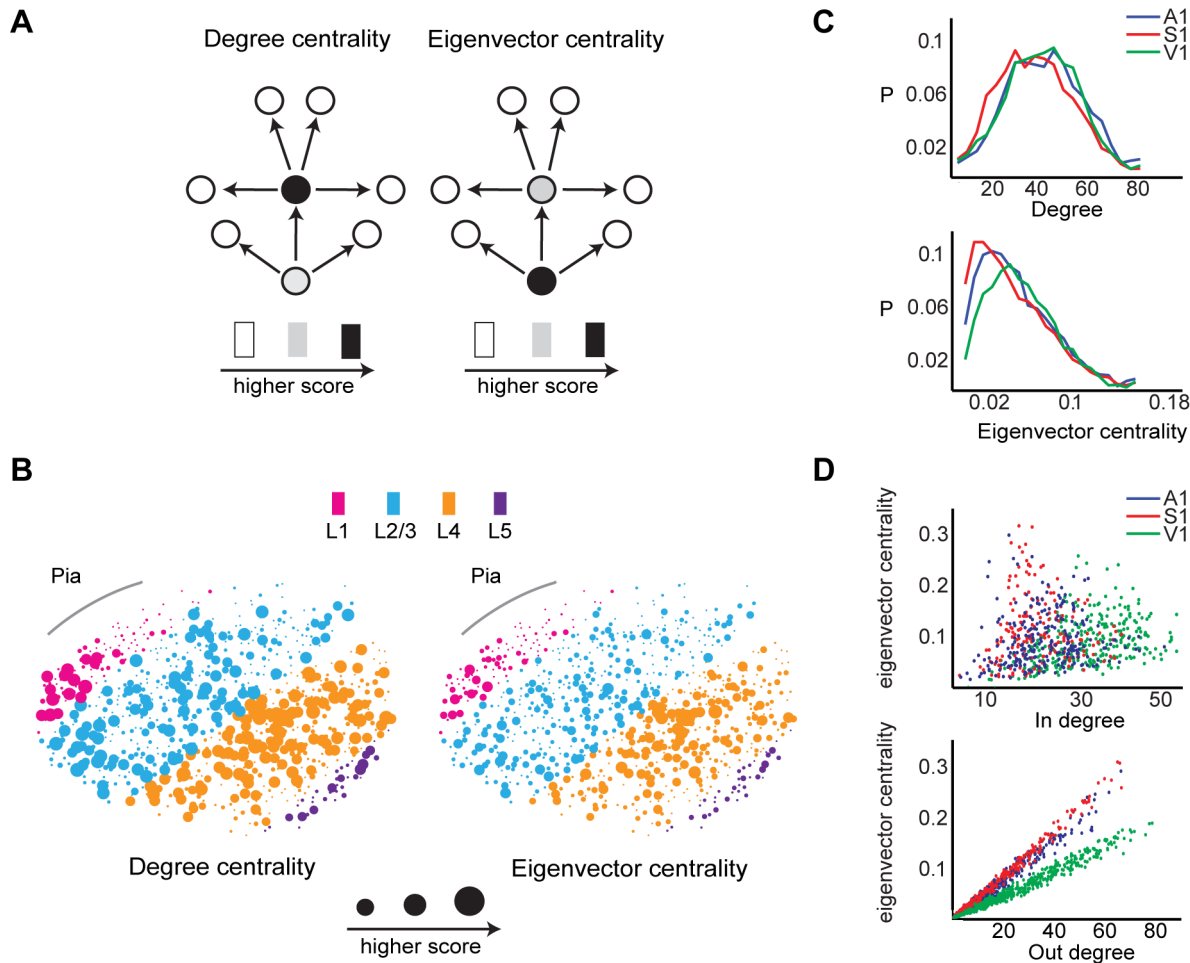 A
Degree centrality
Eigenvector centrality
higher score
higher score
B
L1 L2/3 L4 L5
Pia
Pia
Degree centrality
Eigenvector centrality
higher score
C
A1
S1
V1
P
0.1
0.06
0.02
20 40 60 80
Degree
P
0.1
0.06
0.02
0.02 0.1 0.18
Eigenvector centrality
D
A1
S1
V1
eigenvector centrality
0.3
0.2
0.1
10 30 50
In degree
eigenvector centrality
0.3
0.2
0.1
20 40 60 80
Out degree